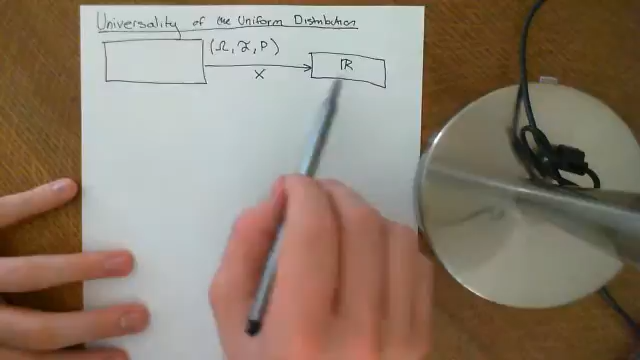 Universality of the Uniform Distribution
(Ω, ℱ, P)
ℝ
X